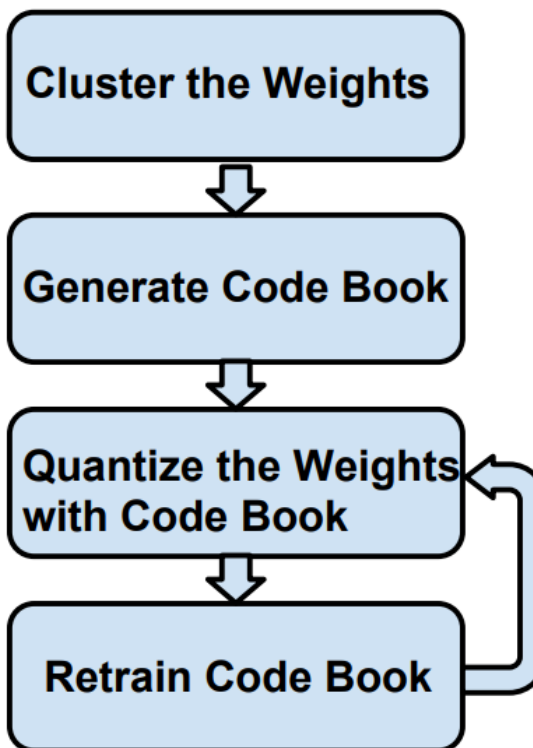 Cluster the Weights
Generate Code Book
Quantize the Weights
with Code Book
Retrain Code Book